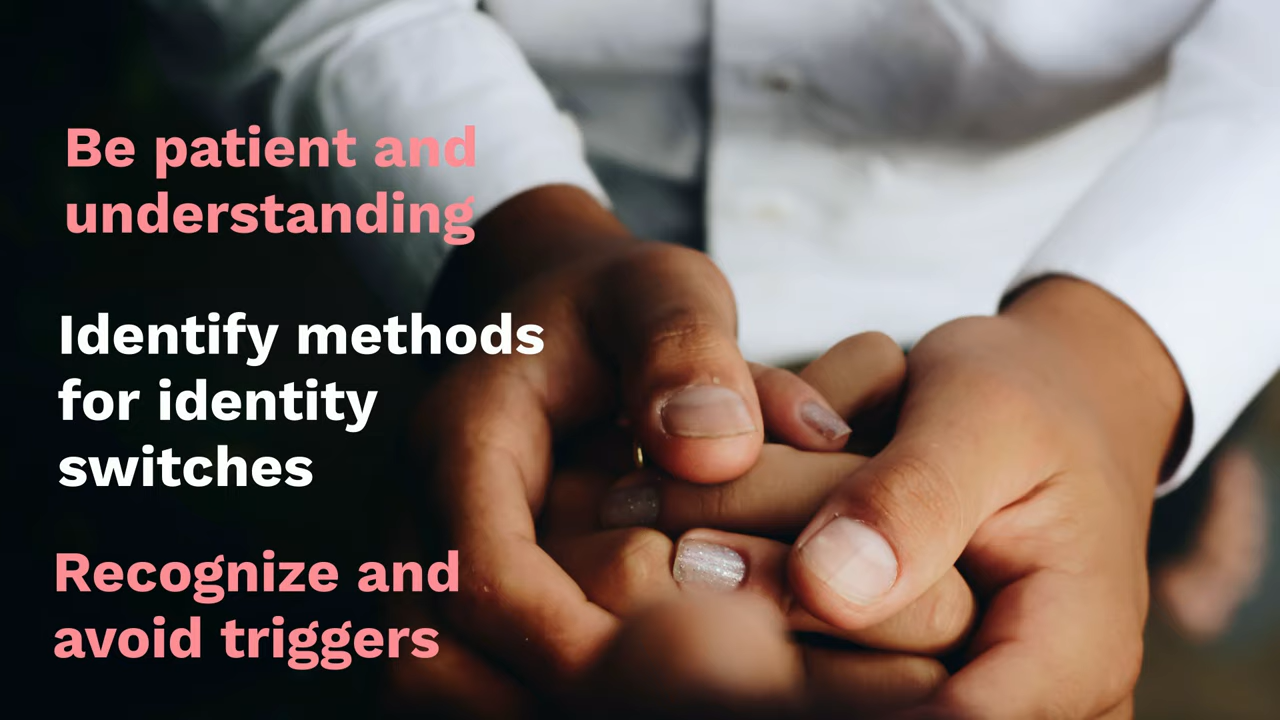 Be patient and
understanding
Identify methods
for identity
switches
Recognize and
avoid triggers